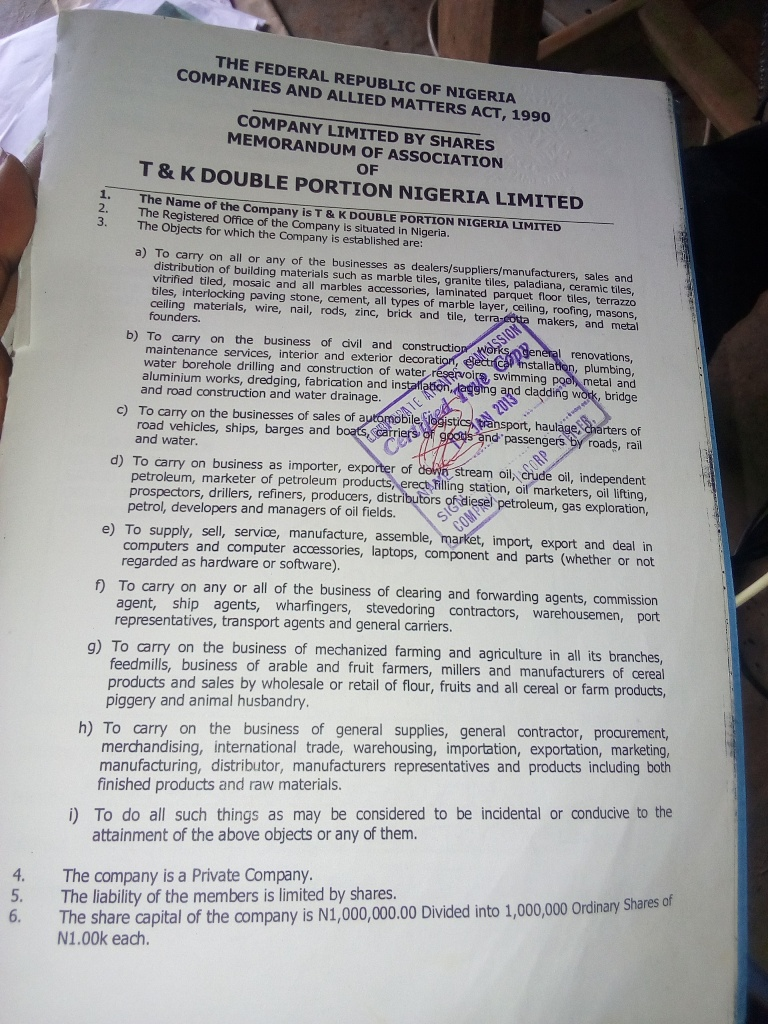 THE FEDERAL REPUBLIC OF NIGERIA
COMPANIES AND ALLIED MATTERS ACT, 1990
COMPANY LIMITED BY SHARES
MEMORANDUM OF ASSOCIATION
OF
T & K DOUBLE PORTION NIGERIA LIMITED
1. The Name of the Company is T & K DOUBLE PORTION NIGERIA LIMITED
2. The Registered Office of the Company is situated in Nigeria.
3. The Objects for which the Company is established are:
a) To carry on all or any of the businesses as dealers/suppliers/manufacturers, sales and
distribution of building materials such as marble tiles, granite tiles, paladiana, ceramic tiles,
vitrified tiled, mosaic and all marbles accessories, laminated parquet floor tiles, terrazzo
tiles, interlocking paving stone, cement, all types of marble layer, ceiling, roofing, masons,
ceiling materials, wire, nail, rods, zinc, brick and tile, terra-cotta makers, and metal
founders.
b) To carry on the business of civil and construction works, general renovations,
maintenance services, interior and exterior decoration, electrical installation, plumbing,
water borehole drilling and construction of water reservoirs, swimming pool, metal and
aluminium works, dredging, fabrication and installation, lagging and cladding work, bridge
and road construction and water drainage.
c) To carry on the businesses of sales of automobile, logistics, transport, haulage, charters of
road vehicles, ships, barges and boats, carriers of goods and passengers by roads, rail
and water.
d) To carry on business as importer, exporter of down stream oil, crude oil, independent
petroleum, marketer of petroleum products, erect filling station, oil marketers, oil lifting,
prospectors, drillers, refiners, producers, distributors of diesel petroleum, gas exploration,
petrol, developers and managers of oil fields.
e) To supply, sell, service, manufacture, assemble, market, import, export and deal in
computers and computer accessories, laptops, component and parts (whether or not
regarded as hardware or software).
f) To carry on any or all of the business of clearing and forwarding agents, commission
agent, ship agents, wharfingers, stevedoring contractors, warehousemen, port
representatives, transport agents and general carriers.
g) To carry on the business of mechanized farming and agriculture in all its branches,
feedmills, business of arable and fruit farmers, millers and manufacturers of cereal
products and sales by wholesale or retail of flour, fruits and all cereal or farm products,
piggery and animal husbandry.
h) To carry on the business of general supplies, general contractor, procurement,
merchandising, international trade, warehousing, importation, exportation, marketing,
manufacturing, distributor, manufacturers representatives and products including both
finished products and raw materials.
i) To do all such things as may be considered to be incidental or conducive to the
attainment of the above objects or any of them.
4. The company is a Private Company.
5. The liability of the members is limited by shares.
6. The share capital of the company is N1,000,000.00 Divided into 1,000,000 Ordinary Shares of
N1.00k each.
CORPORATE AFFAIRS COMMISSION
Certified True Copy
JAN 2013
SIGN
COMPANY
CORP